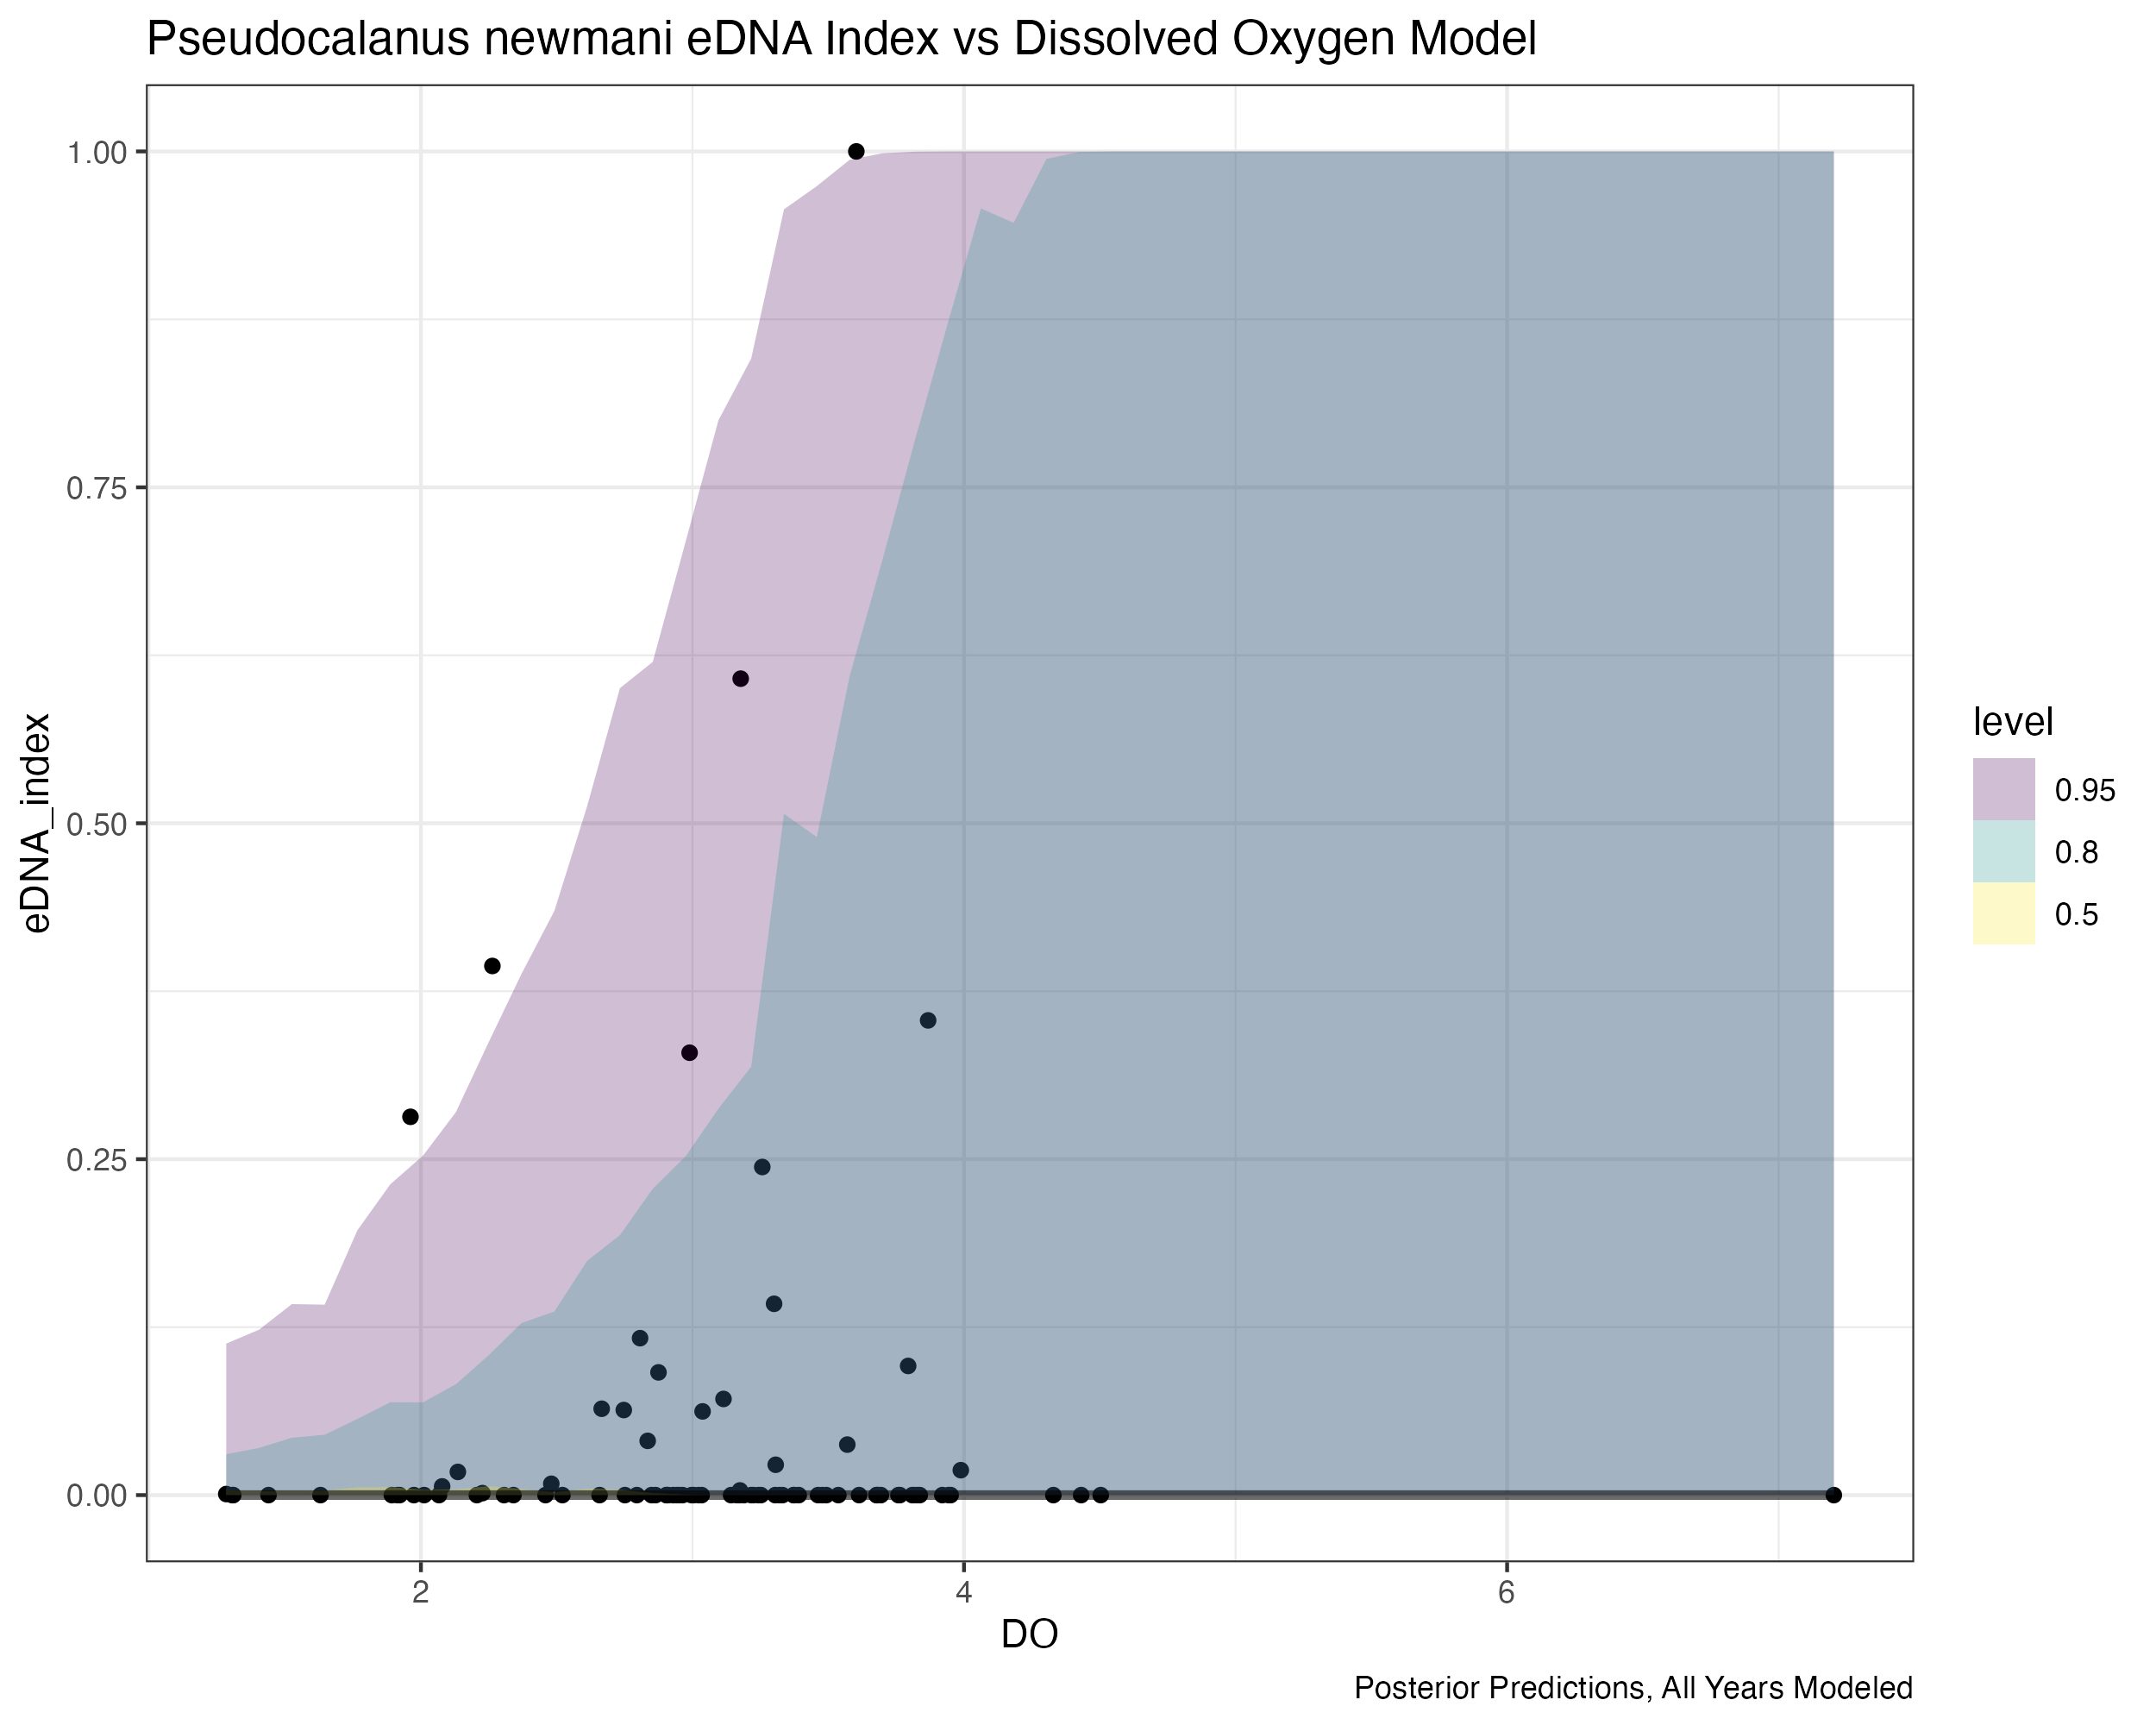 Pseudocalanus newmani eDNA Index vs Dissolved Oxygen Model
1.00
0.75
0.50
0.25
0.00
eDNA_index
2
4
6
DO
level
0.95
0.8
0.5
Posterior Predictions, All Years Modeled